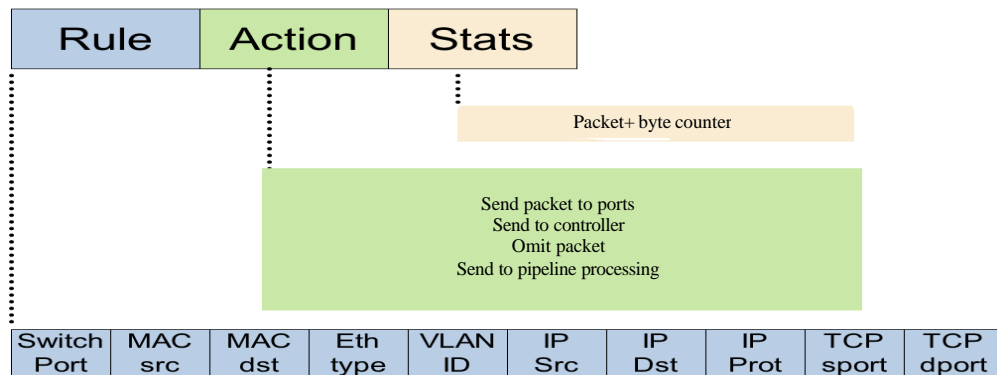 Rule Action Stats
Packet+ byte counter
Send packet to ports
Send to controller
Omit packet
Send to pipeline processing
Switch MAC MAC Eth VLAN IP IP IP TCP TCP
Port src dst type ID Src Dst Prot sport dport